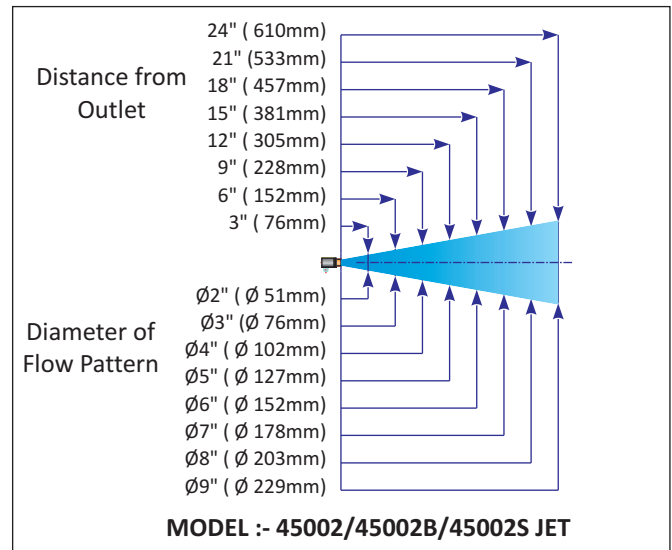 24" ( 610mm)
21" (533mm)
Distance from
Outlet
18" ( 457mm)
15" ( 381mm)
12" ( 305mm)
9" ( 228mm)
6" ( 152mm)
3" ( 76mm)
Ø2" ( Ø 51mm)
Ø3" (Ø 76mm)
Diameter of
Flow Pattern
Ø4" ( Ø 102mm)
Ø5" ( Ø 127mm)
Ø6" ( Ø 152mm)
Ø7" ( Ø 178mm)
Ø8" ( Ø 203mm)
Ø9" ( Ø 229mm)
MODEL :- 45002/45002B/45002S JET